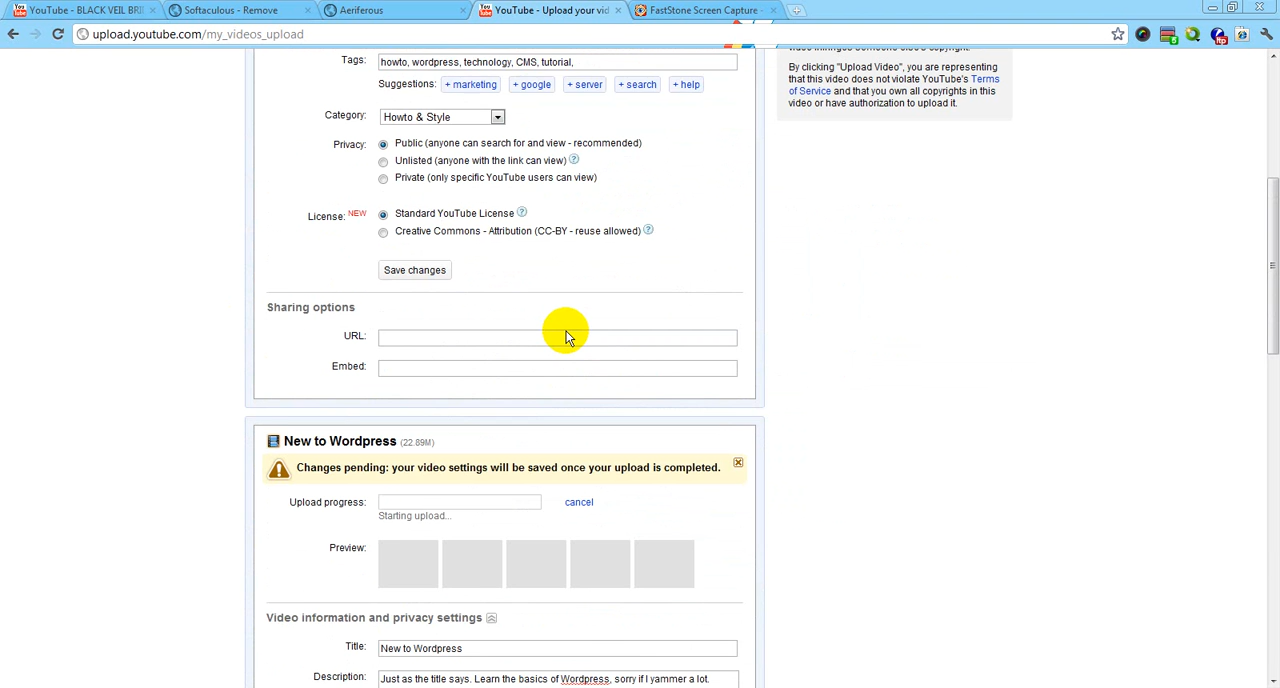 YouTube - BLACK VEIL BRI
Softaculous - Remove
Aeriferous
YouTube - Upload your vid
FastStone Screen Capture -
upload.youtube.com/my_videos_upload
Tags: howto, wordpress, technology, CMS, tutorial,
Suggestions: + marketing + google + server + search + help
Category: Howto & Style
Privacy: Public (anyone can search for and view - recommended)
Unlisted (anyone with the link can view) ?
Private (only specific YouTube users can view)
License: NEW Standard YouTube License ?
Creative Commons - Attribution (CC-BY - reuse allowed) ?
Save changes
Sharing options
URL:
Embed:
By clicking "Upload Video", you are representing
that this video does not violate YouTube's Terms
of Service and that you own all copyrights in this
video or have authorization to upload it.
New to Wordpress (22.89M)
Changes pending: your video settings will be saved once your upload is completed.
Upload progress: cancel
Starting upload...
Preview:
Video information and privacy settings
Title: New to Wordpress
Description: Just as the title says. Learn the basics of Wordpress, sorry if I yammer a lot.